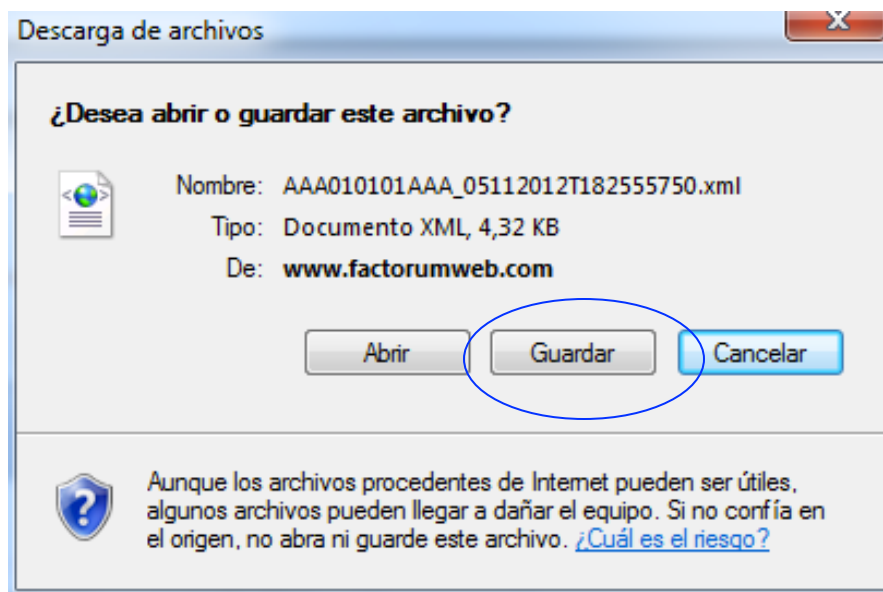 Descarga de archivos
X
¿Desea abrir o guardar este archivo?
Nombre: AAA010101AAA_05112012T182555750.xml
Tipo: Documento XML, 4,32 KB
De: www.factorumweb.com
Abrir Guardar Cancelar
Aunque los archivos procedentes de Internet pueden ser útiles,
algunos archivos pueden llegar a dañar el equipo. Si no confía en
el origen, no abra ni guarde este archivo. ¿Cuál es el riesgo?